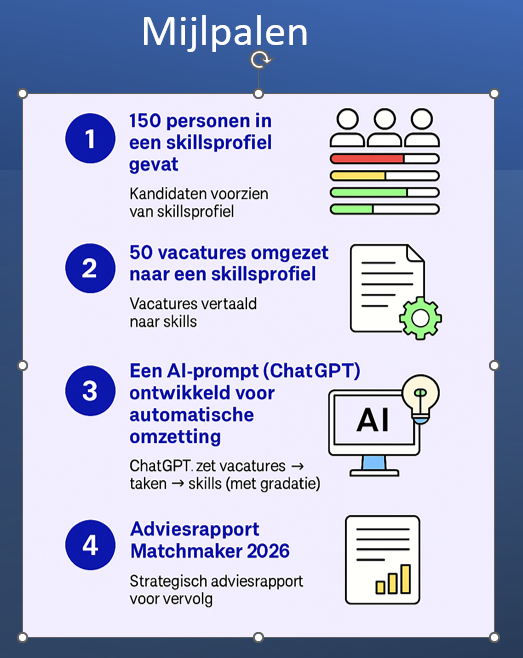 Mijlpalen
1
150 personen in
een skillsprofiel
gevat
Kandidaten voorzien
van skillsprofiel
2
50 vacatures omgezet
naar een skillsprofiel
Vacatures vertaald
naar skills
3
Een AI-prompt (ChatGPT)
ontwikkeld voor
automatische
omzetting
ChatGPT. zet vacatures →
taken → skills (met gradatie)
AI
4
Adviesrapport
Matchmaker 2026
Strategisch adviesrapport
voor vervolg